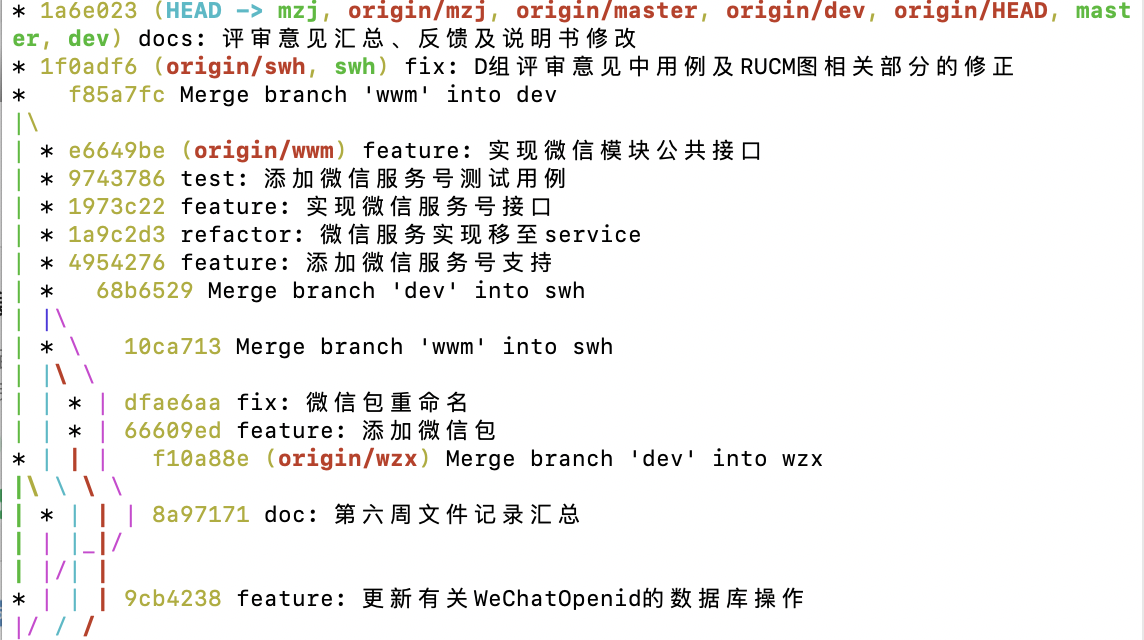 * 1a6e023 (HEAD -> mzj, origin/mzj, origin/master, origin/dev, origin/HEAD, mast
er, dev) docs: 评审意见汇总、反馈及说明书修改
* 1f0adf6 (origin/swh, swh) fix: D组评审意见中用例及RUCM图相关部分的修正
*   f85a7fc Merge branch 'wwm' into dev
|\
| * e6649be (origin/wwm) feature: 实现微信模块公共接口
| * 9743786 test: 添加微信服务号测试用例
| * 1973c22 feature: 实现微信服务号接口
| * 1a9c2d3 refactor: 微信服务实现移至service
| * 4954276 feature: 添加微信服务号支持
| *   68b6529 Merge branch 'dev' into swh
| |\
| * \   10ca713 Merge branch 'wwm' into swh
| |\ \
| | * | dfae6aa fix: 微信包重命名
| | * | 66609ed feature: 添加微信包
* | | |   f10a88e (origin/wzx) Merge branch 'dev' into wzx
|\ \ \ \
| * | | | 8a97171 doc: 第六周文件记录汇总
| | |_|/
| |/| |
* | | | 9cb4238 feature: 更新有关WeChatOpenid的数据库操作
|/ / /